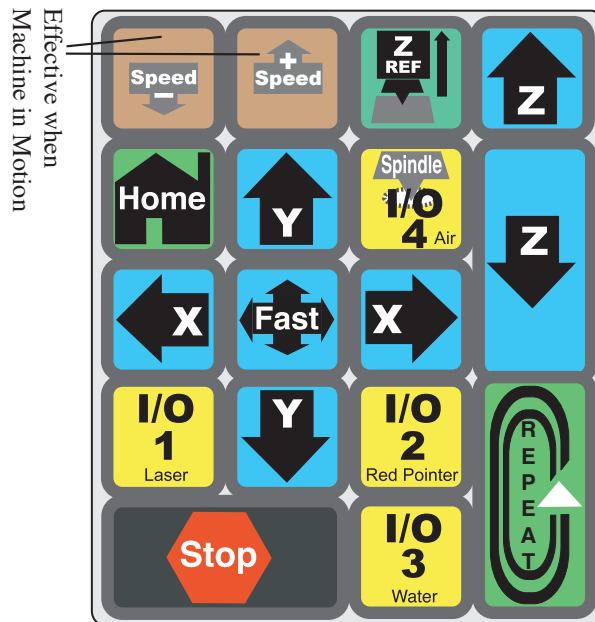 Effective when
Machine in Motion
Speed
−
+
Speed
Z
REF
Z
Home
Y
Spindle
I/O
4 Air
Z
X
Fast
X
I/O
1
Laser
Y
I/O
2
Red Pointer
REPEAT
Stop
I/O
3
Water